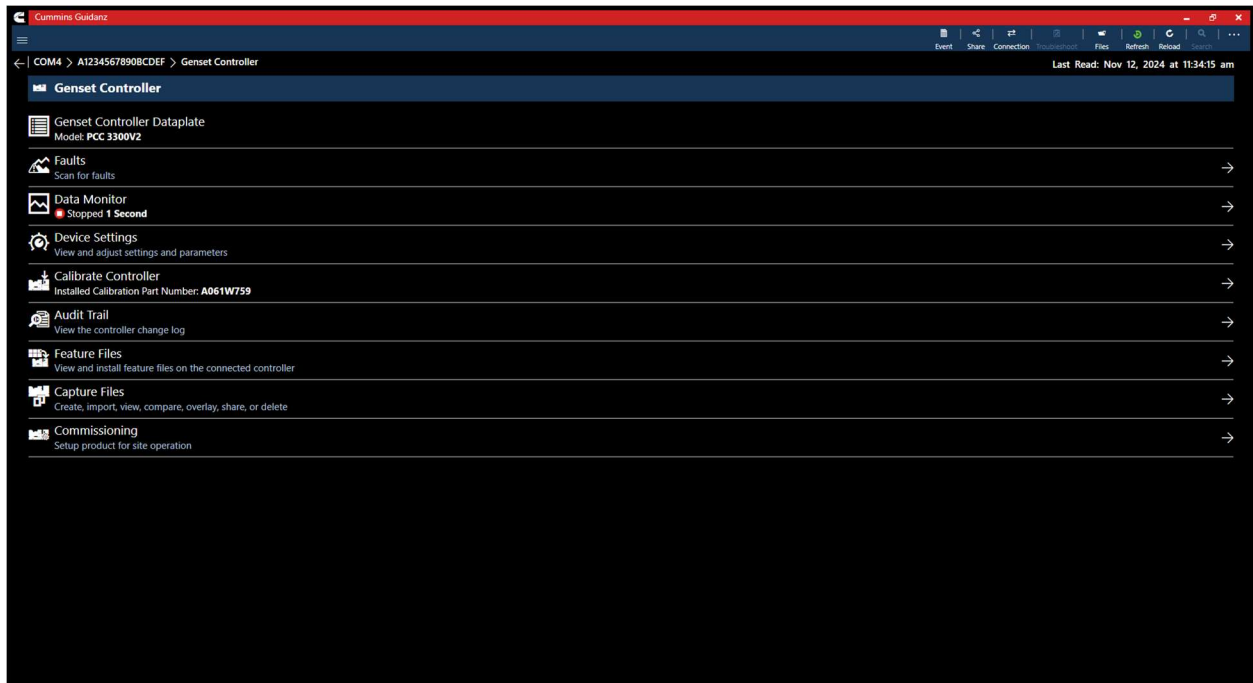 Cummins Guidanz
Event Share Connection Troubleshoot Files Refresh Reload Search
COM4 > A1234567890BCDEF > Genset Controller
Last Read: Nov 12, 2024 at 11:34:15 am
Genset Controller
Genset Controller Dataplate
Model: PCC 3300V2
Faults
Scan for faults
Data Monitor
Stopped 1 Second
Device Settings
View and adjust settings and parameters
Calibrate Controller
Installed Calibration Part Number: A061W759
Audit Trail
View the controller change log
Feature Files
View and install feature files on the connected controller
Capture Files
Create, import, view, compare, overlay, share, or delete
Commissioning
Setup product for site operation